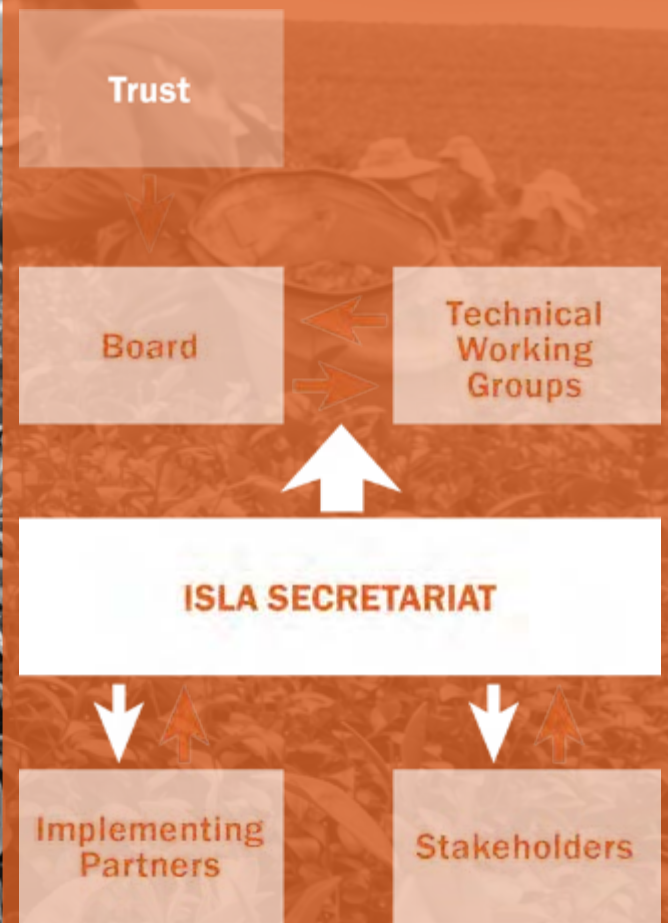 Trust
Board
Technical
Working
Groups
ISLA SECRETARIAT
Implementing
Partners
Stakeholders